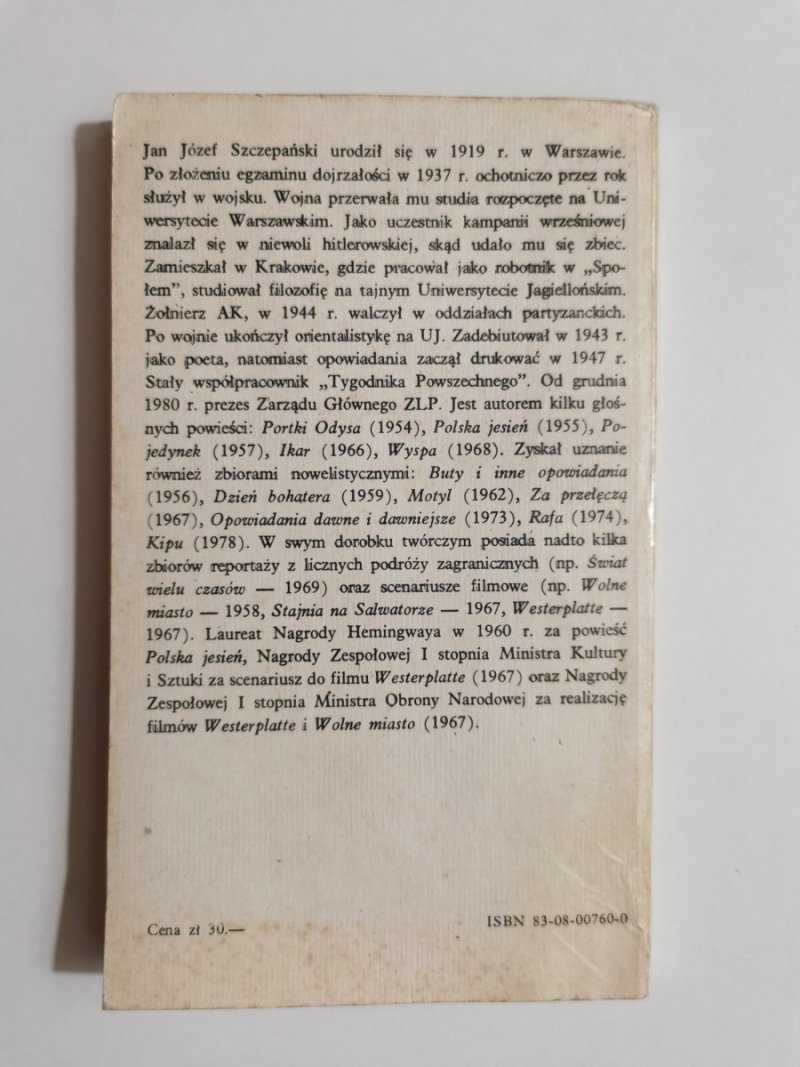 Jan Józef Szczepański urodził się w 1919 r. w Warszawie.
Po złożeniu egzaminu dojrzałości w 1937 r. ochotniczo przez rok
służył w wojsku. Wojna przerwała mu studia rozpoczęte na Uni-
wersytecie Warszawskim. Jako uczestnik kampanii wrześniowej
znalazł się w niewoli hitlerowskiej, skąd udało mu się zbiec.
Zamieszkał w Krakowie, gdzie pracował jako robotnik w „Spo-
łem”, studiował filozofię na tajnym Uniwersytecie Jagiellońskim.
Żołnierz AK, w 1944 r. walczył w oddziałach partyzanckich.
Po wojnie ukończył orientalistykę na UJ. Zadebiutował w 1943 r.
jako poeta, natomiast opowiadania zaczął drukować w 1947 r.
Stały współpracownik „Tygodnika Powszechnego”. Od grudnia
1980 r. prezes Zarządu Głównego ZLP. Jest autorem kilku głoś-
nych powieści: Portki Odysa (1954), Polska jesień (1955), Po-
jedynek (1957), Ikar (1966), Wyspa (1968). Zyskał uznanie
również zbiorami nowelistycznymi: Buty i inne opowiadania
(1956), Dzień bohatera (1959), Motyl (1962), Za przełęczą
(1967), Opowiadania dawne i dawniejsze (1973), Rafa (1974),
Kipu (1978). W swym dorobku twórczym posiada nadto kilka
zbiorów reportaży z licznych podróży zagranicznych (np. Świat
wielu czasów — 1969) oraz scenariusze filmowe (np. Wolne
miasto — 1958, Stajnia na Salwatorze — 1967, Westerplatte —
1967). Laureat Nagrody Hemingwaya w 1960 r. za powieść
Polska jesień, Nagrody Zespołowej I stopnia Ministra Kultury
i Sztuki za scenariusz do filmu Westerplatte (1967) oraz Nagrody
Zespołowej I stopnia Ministra Obrony Narodowej za realizację
filmów Westerplatte i Wolne miasto (1967).
Cena zł 30.—
ISBN 83-08-00760-0